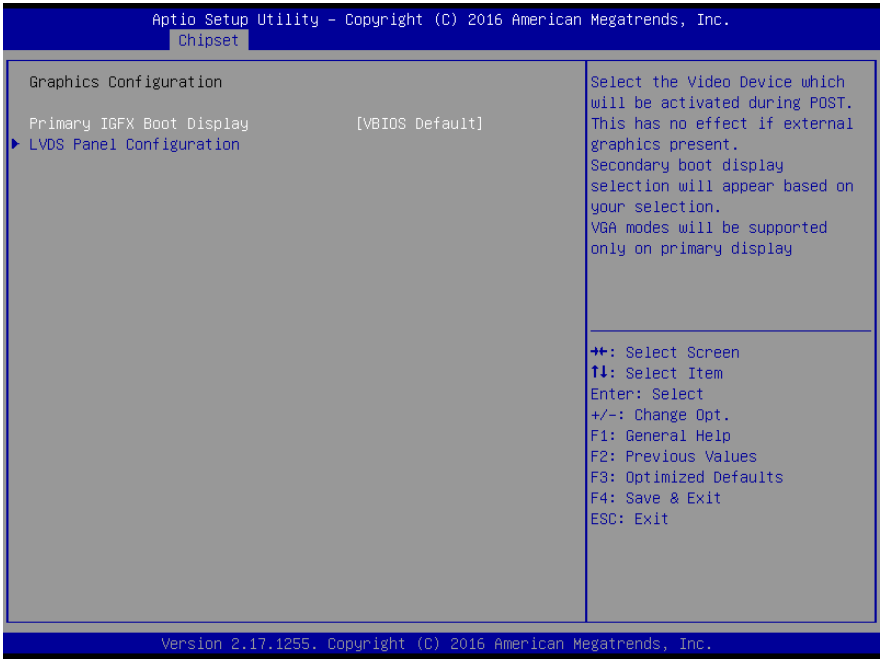 Aptio Setup Utility – Copyright (C) 2016 American Megatrends, Inc.
Chipset
Graphics Configuration
Primary IGFX Boot Display [VBIOS Default]
▶ LVDS Panel Configuration
Select the Video Device which
will be activated during POST.
This has no effect if external
graphics present.
Secondary boot display
selection will appear based on
your selection.
VGA modes will be supported
only on primary display
→←: Select Screen
↑↓: Select Item
Enter: Select
+/-: Change Opt.
F1: General Help
F2: Previous Values
F3: Optimized Defaults
F4: Save & Exit
ESC: Exit
Version 2.17.1255. Copyright (C) 2016 American Megatrends, Inc.